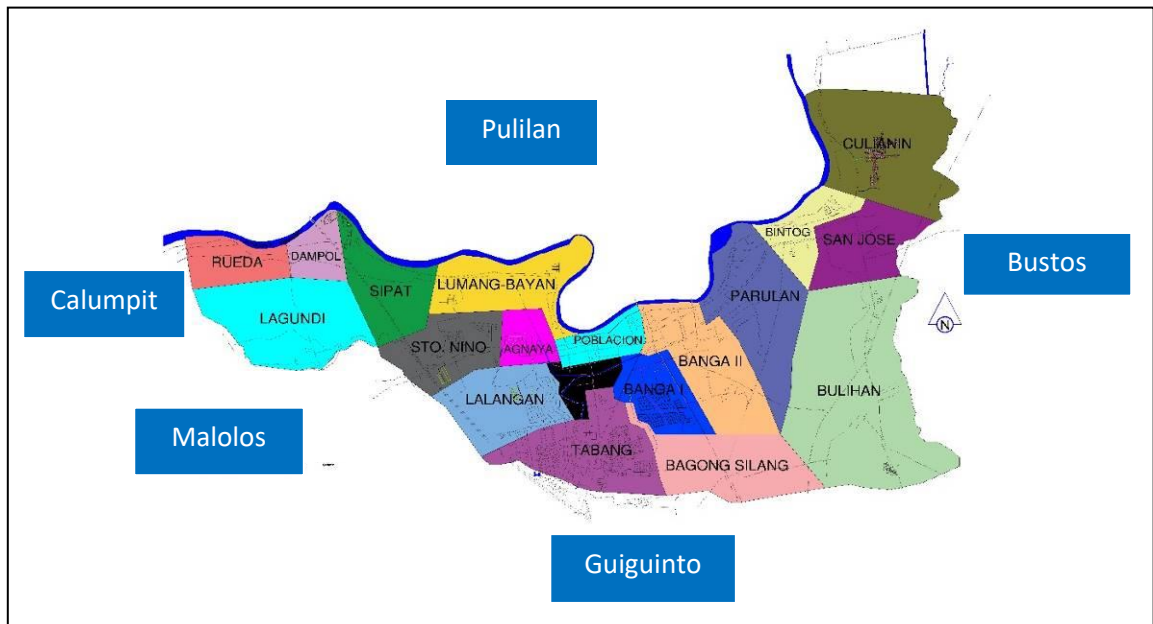 Pulilan
CULIANIN
BINTOG
SAN JOSE
Bustos
RUEDA
DAMPOL
Calumpit
SIPAT
LUMANG-BAYAN
PARULAN
LAGUNDI
N
STO. NINO
AGNAYA
POBLACION
BANGA II
LALANGAN
BANGA I
BULIHAN
Malolos
TABANG
BAGONG SILANG
Guiguinto